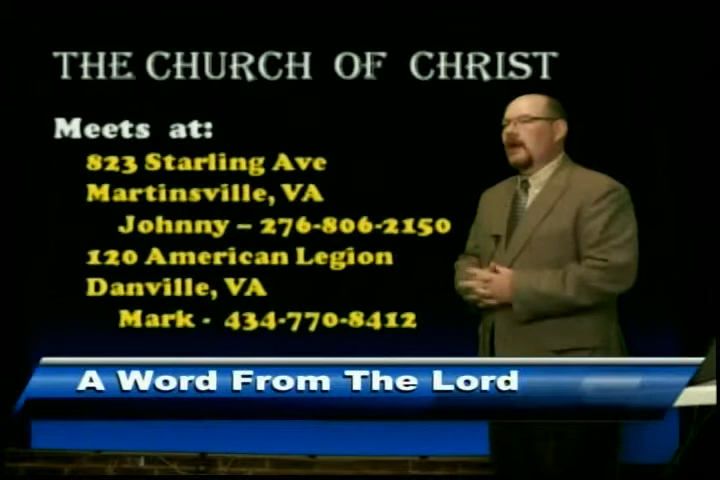 THE CHURCH OF CHRIST
Meets at:
823 Starling Ave
Martinsville, VA
Johnny – 276-806-2150
120 American Legion
Danville, VA
Mark - 434-770-8412
A Word From The Lord